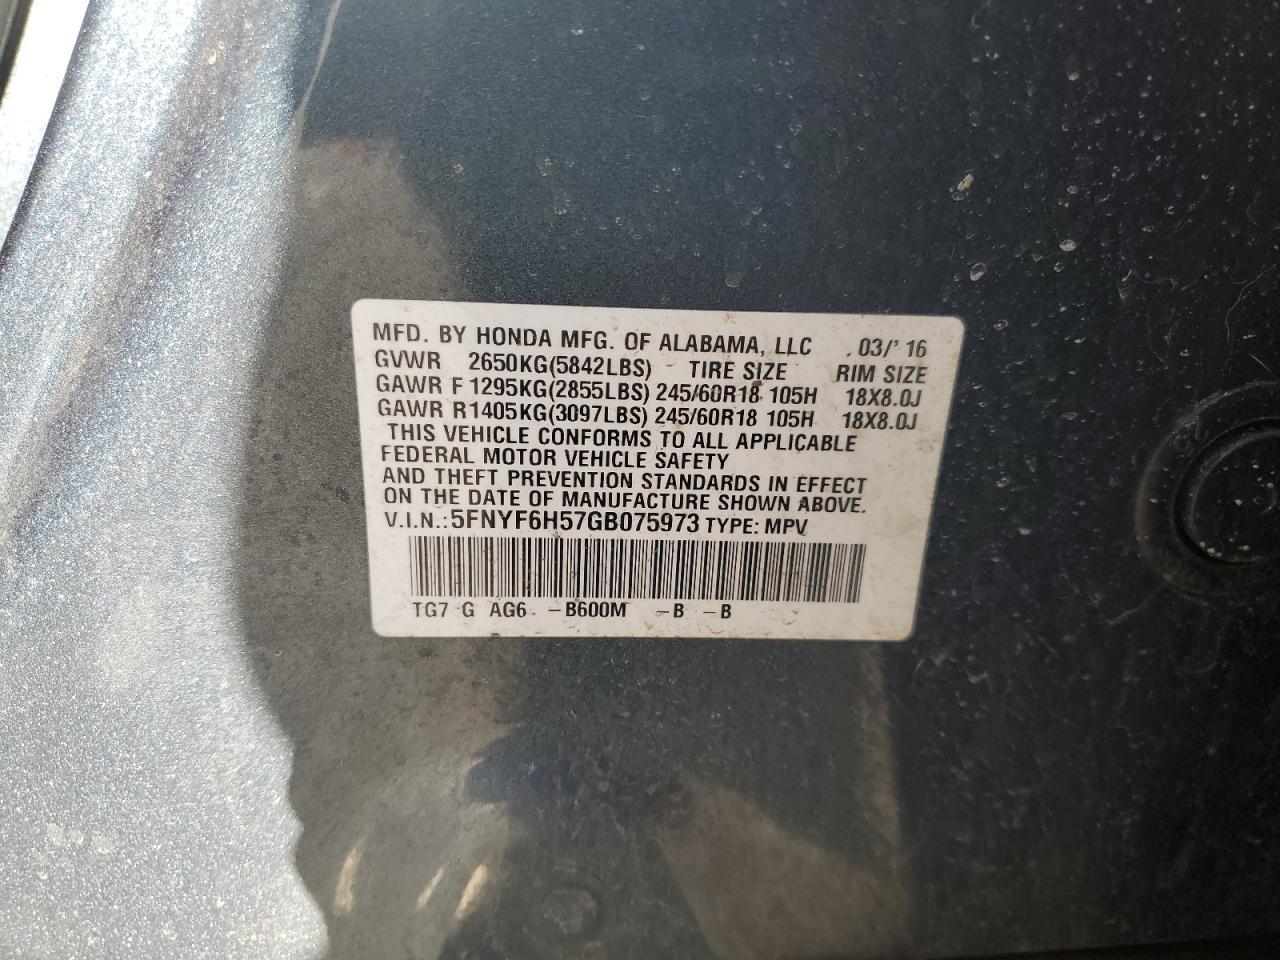 MFD. BY HONDA MFG. OF ALABAMA, LLC 03/'16
GVWR 2650KG(5842LBS) TIRE SIZE RIM SIZE
GAWR F 1295KG(2855LBS) 245/60R18 105H 18X8.0J
GAWR R1405KG(3097LBS) 245/60R18 105H 18X8.0J
THIS VEHICLE CONFORMS TO ALL APPLICABLE
FEDERAL MOTOR VEHICLE SAFETY
AND THEFT PREVENTION STANDARDS IN EFFECT
ON THE DATE OF MANUFACTURE SHOWN ABOVE.
V.I.N.:5FNYF6H57GB075973 TYPE: MPV
TG7 G AG6 -B600M -B -B